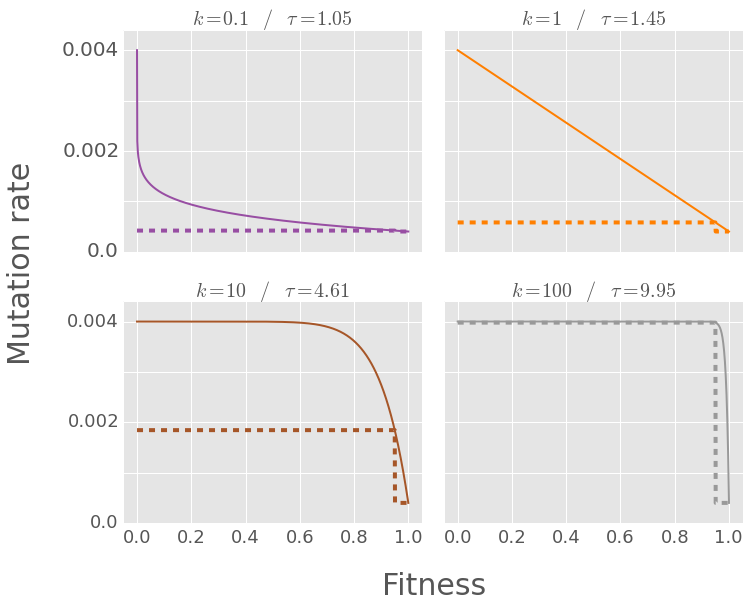 k=0.1 / τ=1.05
k=1 / τ=1.45
0.004
0.002
0.0
Mutation rate
k=10 / τ=4.61
k=100 / τ=9.95
0.004
0.002
0.0
0.0 0.2 0.4 0.6 0.8 1.0
0.0 0.2 0.4 0.6 0.8 1.0
Fitness